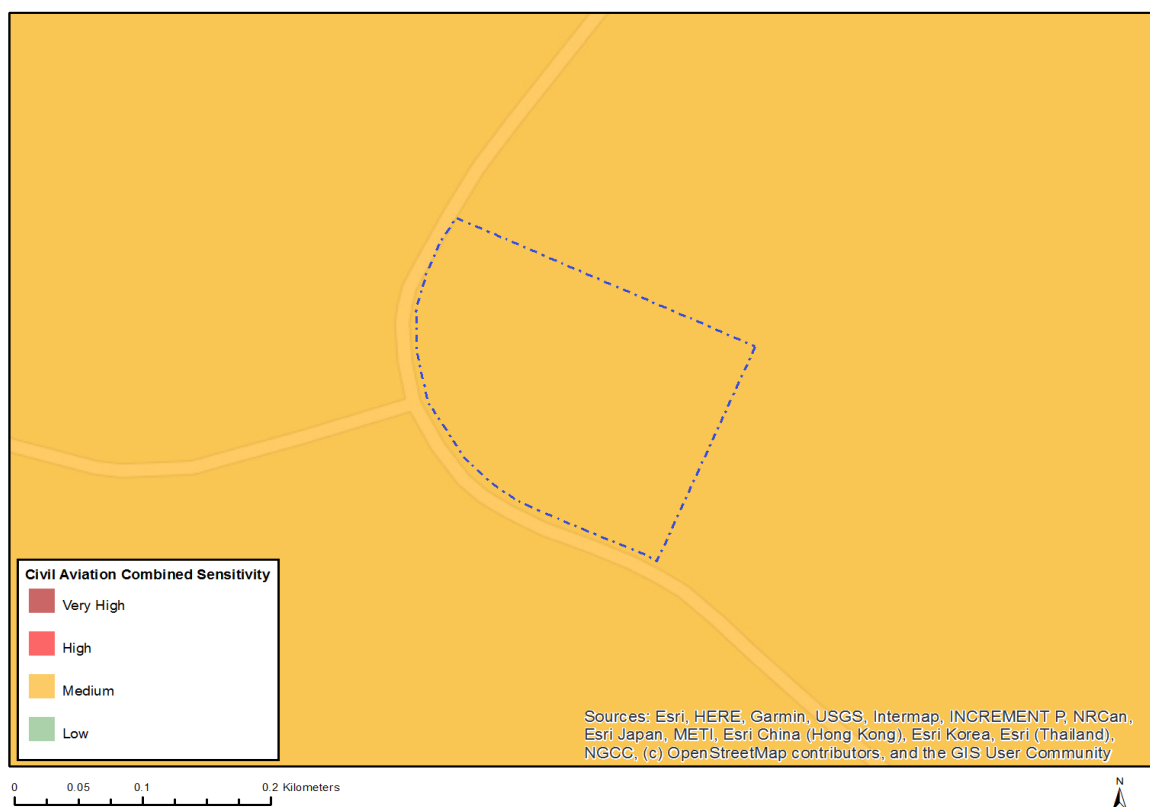 Civil Aviation Combined Sensitivity
Very High
High
Medium
Low
Sources: Esri, HERE, Garmin, USGS, Intermap, INCREMENT P, NRCan,
Esri Japan, METI, Esri China (Hong Kong), Esri Korea, Esri (Thailand),
NGCC, (c) OpenStreetMap contributors, and the GIS User Community
0 0.05 0.1 0.2 Kilometers
N